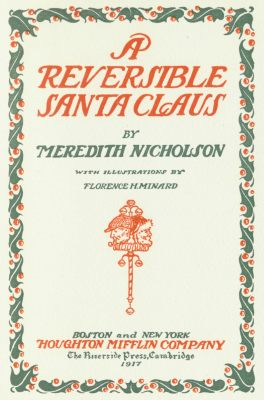 A
REVERSIBLE
SANTA CLAUS
BY
MEREDITH NICHOLSON
WITH ILLUSTRATIONS BY
FLORENCE H. MINARD
BOSTON and NEW YORK
HOUGHTON MIFFLIN COMPANY
The Riverside Press, Cambridge
1917